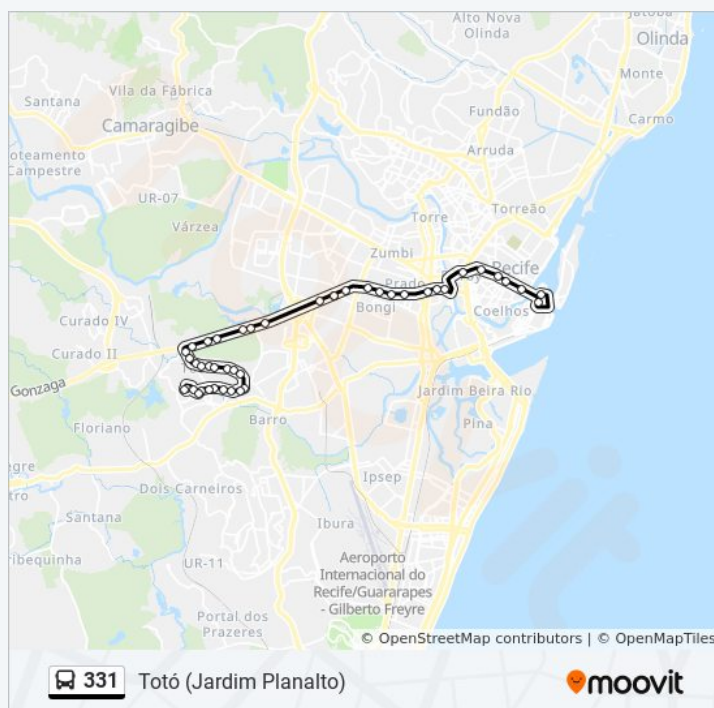 Alto Nova
Olinda
Jatobá
Olinda
Vila da Fábrica
Santana
Camaragibe
Monte
Fundão
Carmo
oteamento
Campestre
Arruda
UR-07
Torreão
Torre
Várzea
Zumbi
Recife
Prado
Bongi
Coelhos
Curado IV
Curado II
Gonzaga
Jardim Beira Rio
Barro
Pina
Floriano
egre
Ipsep
tro
Dois Carneiros
Santana
Ibura
ribequinha
UR-11
Aeroporto
Internacional do
Recife/Guararapes
- Gilberto Freyre
Portal dos
Prazeres
© OpenStreetMap contributors | © OpenMapTiles
331 Totó (Jardim Planalto)
moovit